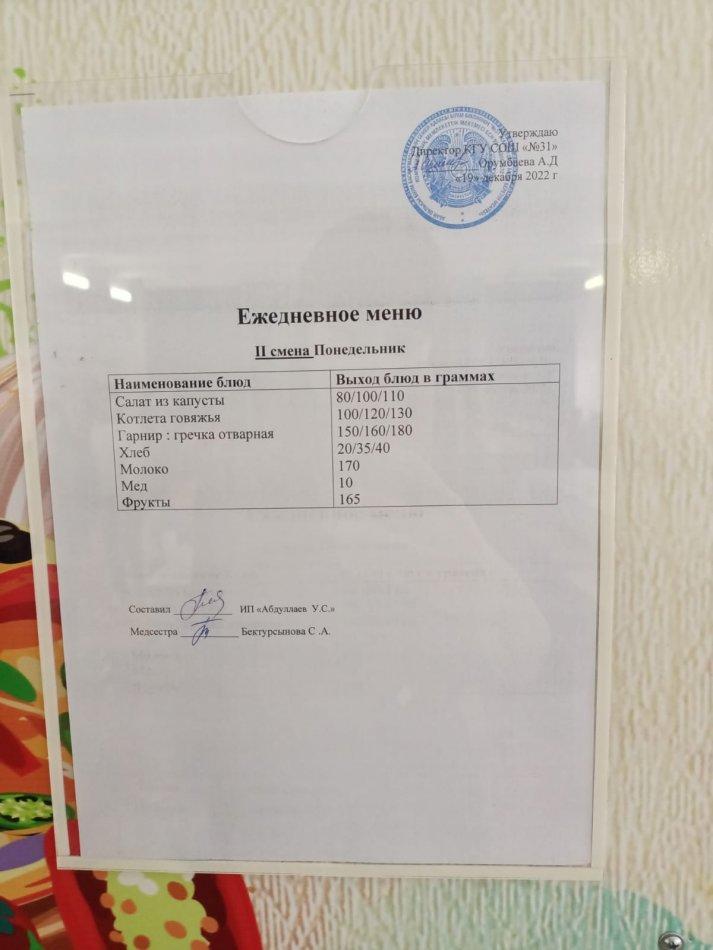 Утверждаю
Директор КГУ СОШ «№31»
Орумбаева А.Д
«19» декабря 2022 г
Ежедневное меню
II смена Понедельник
Наименование блюд Выход блюд в граммах
Салат из капусты 80/100/110
Котлета говяжья 100/120/130
Гарнир : гречка отварная 150/160/180
Хлеб 20/35/40
Молоко 170
Мед 10
Фрукты 165
Составил ИП «Абдуллаев У.С.»
Медсестра Бектурсынова С .А.